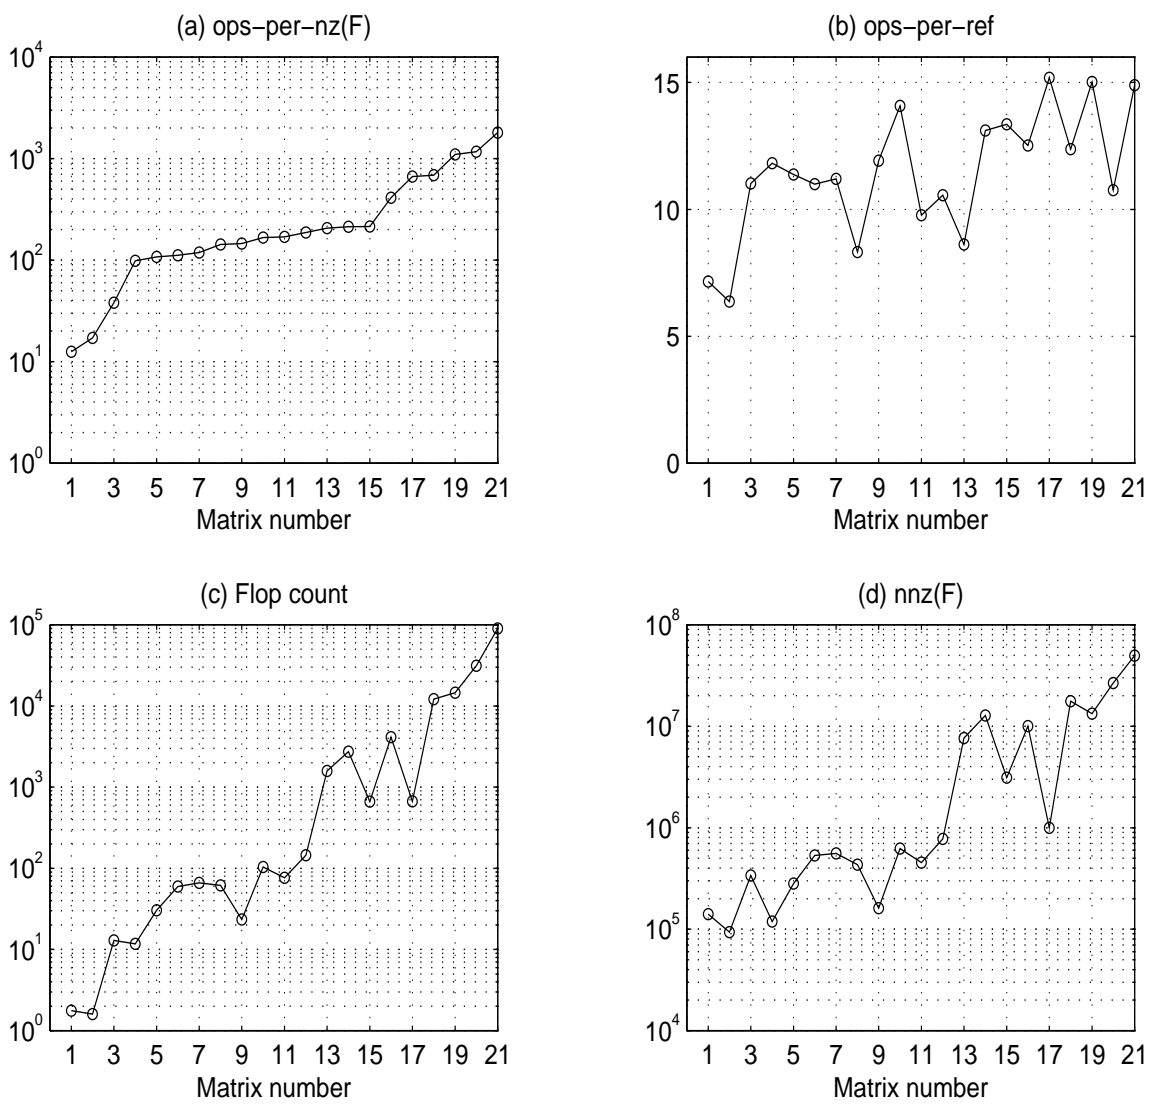 (a) ops−per−nz(F)
10^4
10^3
10^2
10^1
10^0
1 3 5 7 9 11 13 15 17 19 21
Matrix number
(b) ops−per−ref
15
10
5
0
1 3 5 7 9 11 13 15 17 19 21
Matrix number
(c) Flop count
10^5
10^4
10^3
10^2
10^1
10^0
1 3 5 7 9 11 13 15 17 19 21
Matrix number
(d) nnz(F)
10^8
10^7
10^6
10^5
10^4
1 3 5 7 9 11 13 15 17 19 21
Matrix number